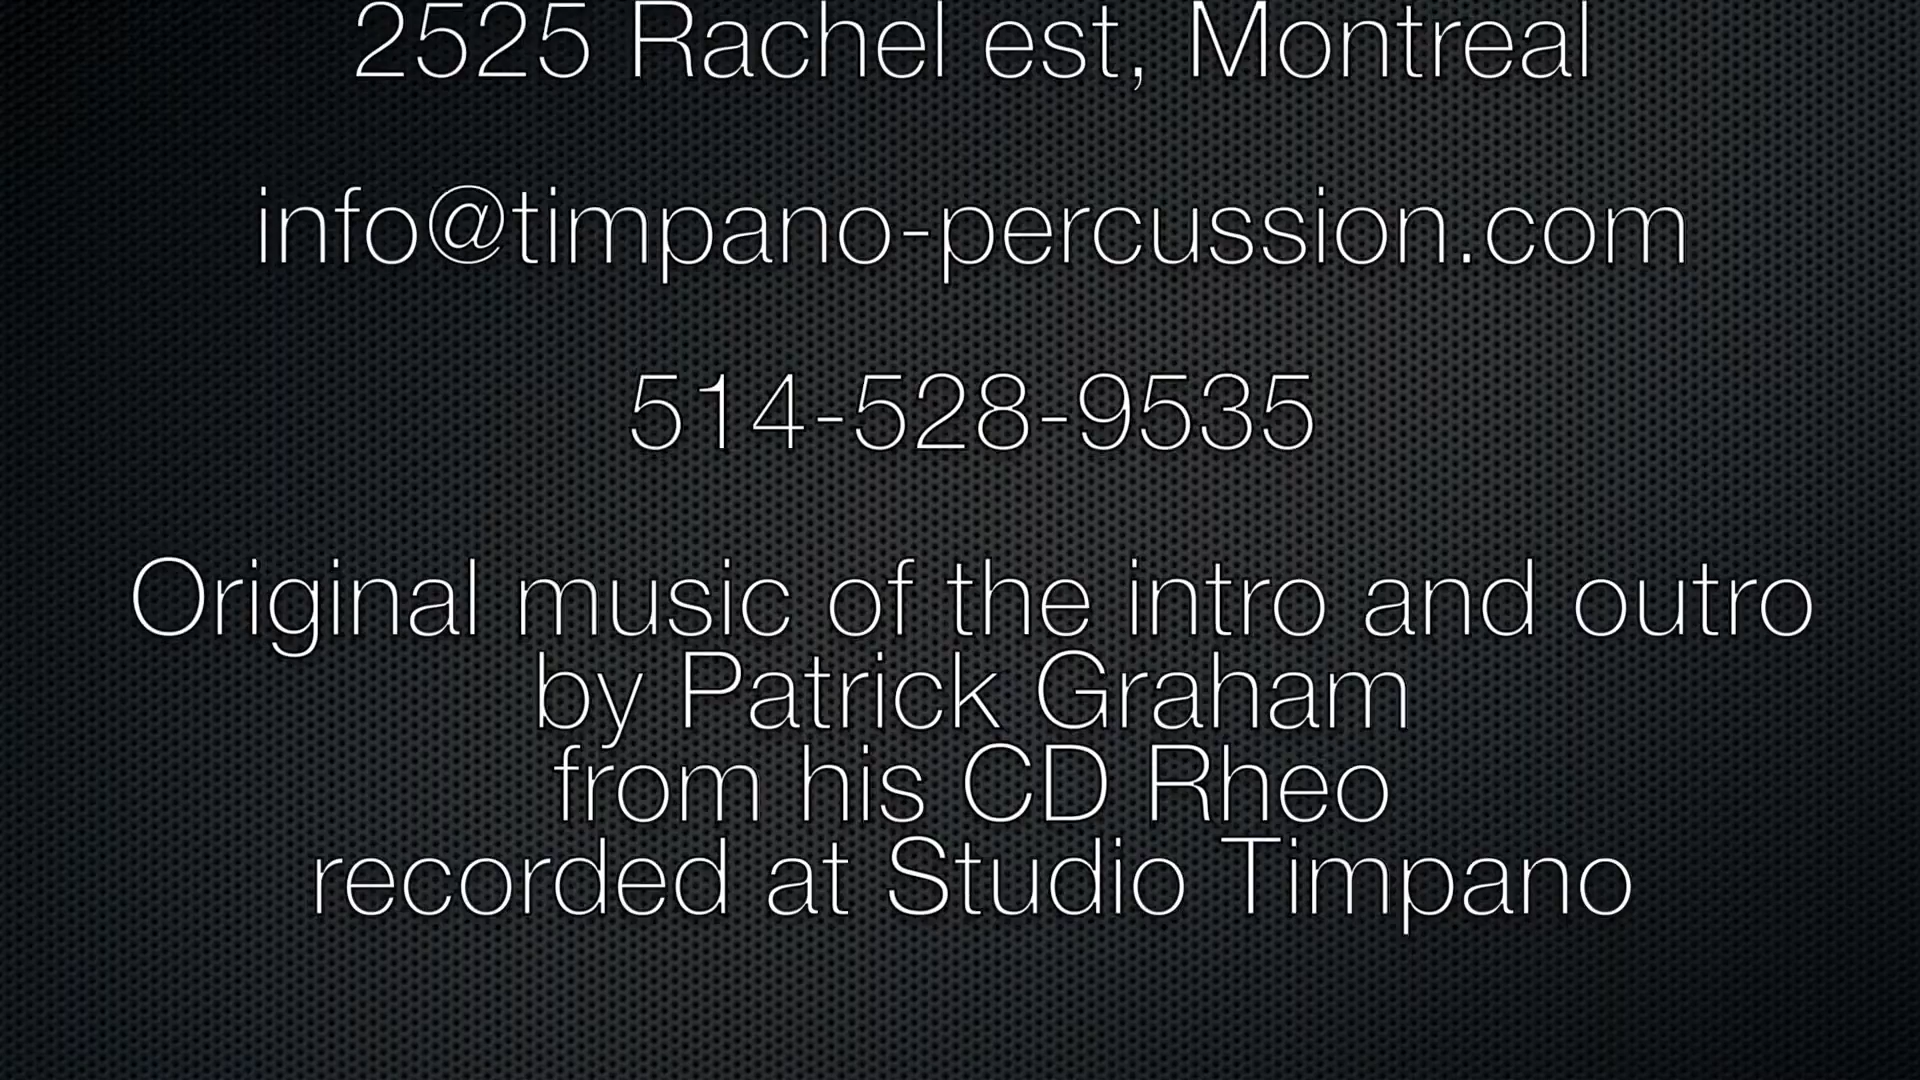 2525 Rachel est, Montreal
info@timpano-percussion.com
514-528-9535
Original music of the intro and outro
by Patrick Graham
from his CD Rheo
recorded at Studio Timpano